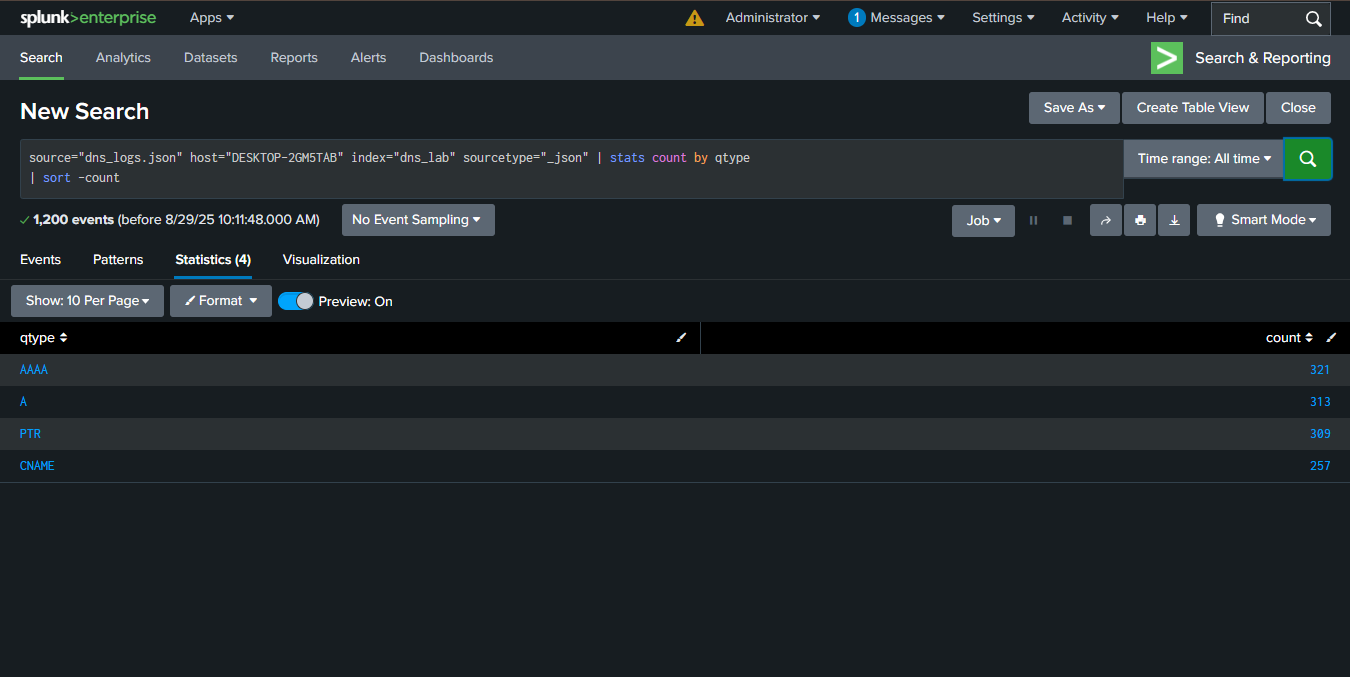 splunk>enterprise Apps Administrator 1 Messages Settings Activity Help Find
Search Analytics Datasets Reports Alerts Dashboards Search & Reporting
New Search Save As Create Table View Close
source="dns_logs.json" host="DESKTOP-2GM5TAB" index="dns_lab" sourcetype="_json" | stats count by qtype Time range: All time
| sort -count
1,200 events (before 8/29/25 10:11:48.000 AM) No Event Sampling Job Smart Mode
Events Patterns Statistics (4) Visualization
Show: 10 Per Page Format Preview: On
qtype count
AAAA 321
A 313
PTR 309
CNAME 257